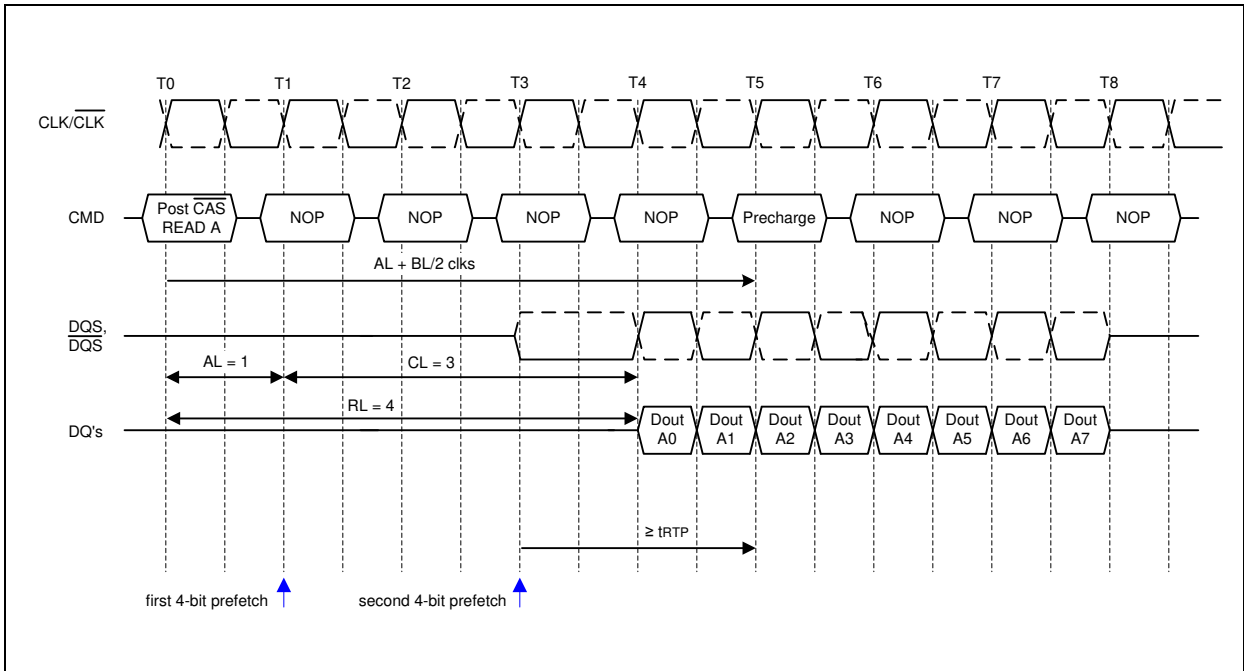 T0 T1 T2 T3 T4 T5 T6 T7 T8
CLK/CLK
CMD
Post CAS
READ A
NOP NOP NOP NOP Precharge NOP NOP NOP
AL + BL/2 clks
DQS,
DQS
AL = 1 CL = 3
RL = 4
DQ's
Dout Dout Dout Dout Dout Dout Dout Dout
A0 A1 A2 A3 A4 A5 A6 A7
≥ tRTP
first 4-bit prefetch second 4-bit prefetch